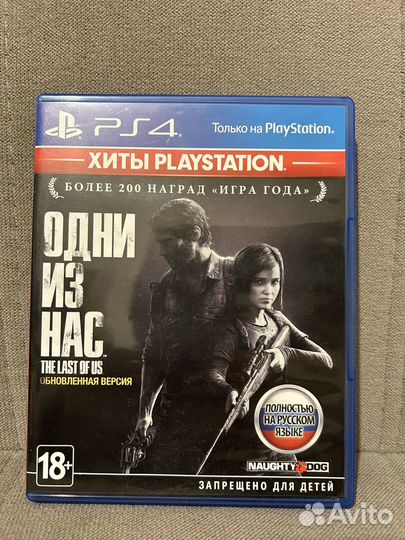 PS4
Только на PlayStation®
ХИТЫ PLAYSTATION®
БОЛЕЕ 200 НАГРАД «ИГРА ГОДА»
ОДНИ
ИЗ
НАС
THE LAST OF US
ОБНОВЛЕННАЯ ВЕРСИЯ
ПОЛНОСТЬЮ
НА РУССКОМ
ЯЗЫКЕ
18+
NAUGHTY DOG
ЗАПРЕЩЕНО ДЛЯ ДЕТЕЙ
Avito